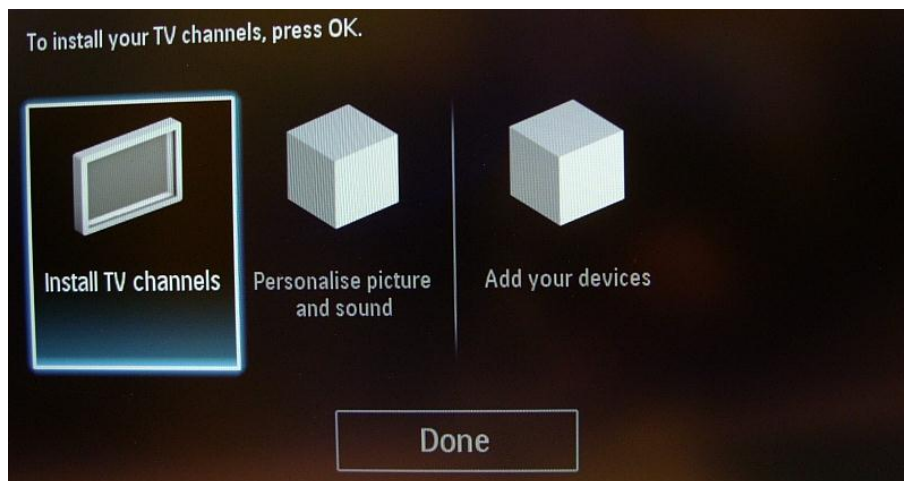 To install your TV channels, press OK.
Install TV channels
Personalise picture
and sound
Add your devices
Done